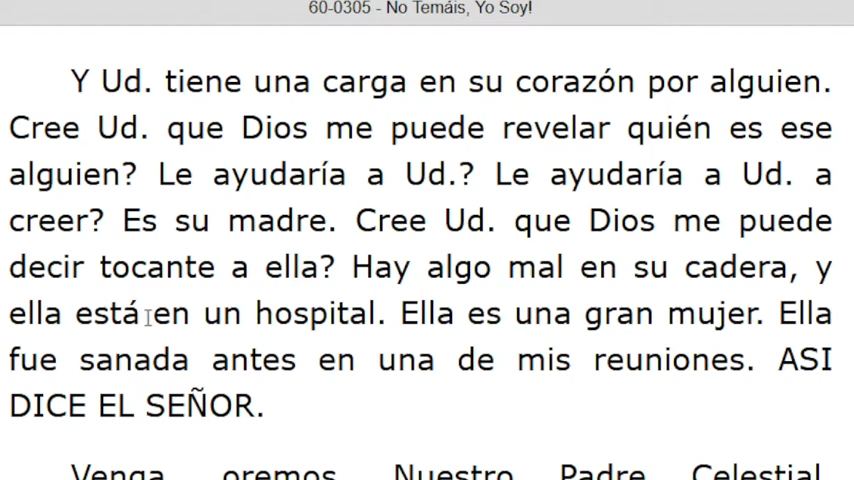 60-0305 - No Temáis, Yo Soy!
Y Ud. tiene una carga en su corazón por alguien.
Cree Ud. que Dios me puede revelar quién es ese
alguien? Le ayudaría a Ud.? Le ayudaría a Ud. a
creer? Es su madre. Cree Ud. que Dios me puede
decir tocante a ella? Hay algo mal en su cadera, y
ella está en un hospital. Ella es una gran mujer. Ella
fue sanada antes en una de mis reuniones. ASI
DICE EL SEÑOR.
Venga, oremos. Nuestro Padre Celestial,